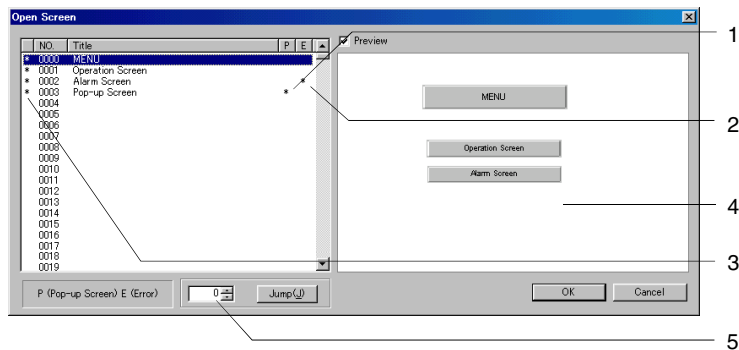 Open Screen
NO. Title P E
* 0000 MENU
* 0001 Operation Screen
* 0002 Alarm Screen *
* 0003 Pop-up Screen *
0004
0005
0006
0007
0008
0009
0010
0011
0012
0013
0014
0015
0016
0017
0018
0019
P (Pop-up Screen) E (Error)
0
Jump(J)
Preview
MENU
Operation Screen
Alarm Screen
OK Cancel
1
2
4
3
5